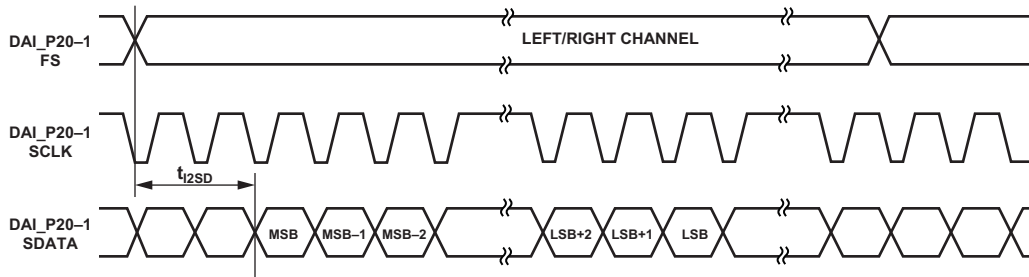 DAI_P20–1
FS
LEFT/RIGHT CHANNEL
DAI_P20–1
SCLK
tI2SD
DAI_P20–1
SDATA
MSB MSB–1 MSB–2 LSB+2 LSB+1 LSB